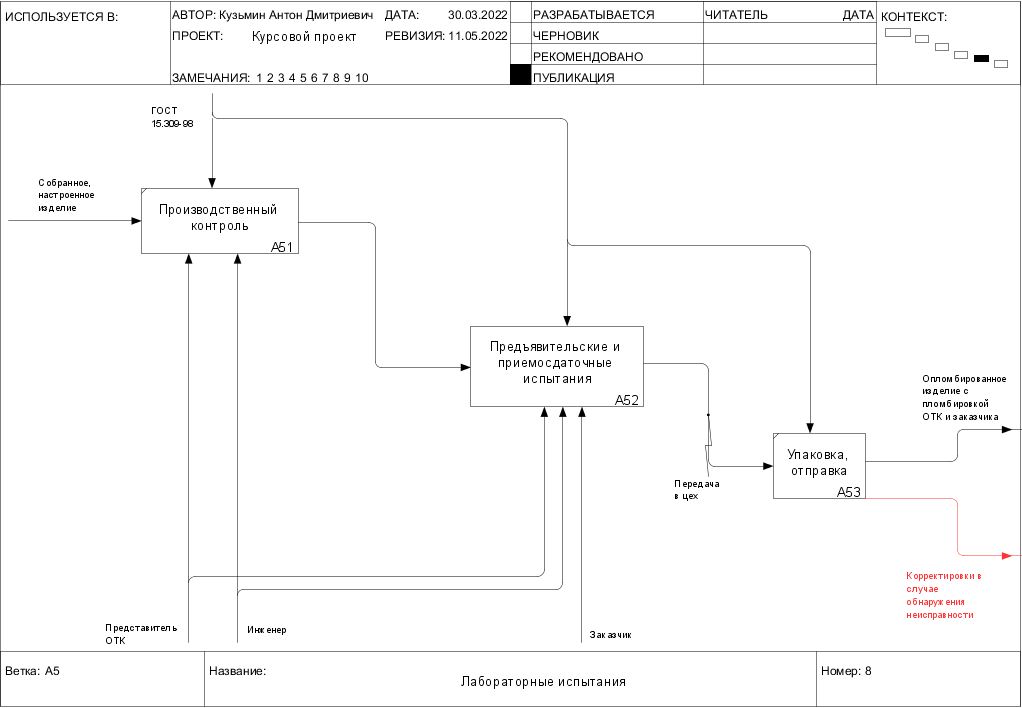 ИСПОЛЬЗУЕТСЯ В:
АВТОР: Кузьмин Антон Дмитриевич ДАТА: 30.03.2022
ПРОЕКТ: Курсовой проект РЕВИЗИЯ: 11.05.2022
ЗАМЕЧАНИЯ: 1 2 3 4 5 6 7 8 9 10
РАЗРАБАТЫВАЕТСЯ
ЧЕРНОВИК
РЕКОМЕНДОВАНО
ПУБЛИКАЦИЯ
ЧИТАТЕЛЬ ДАТА
КОНТЕКСТ:
ГОСТ
15.309-98
Собранное,
настроенное
изделие
Производственный
контроль
A51
Предъявительские и
приемосдаточные
испытания
A52
Опломбированное
изделие с
пломбировкой
ОТК и заказчика
Упаковка,
отправка
A53
Передача
в цех
Корректировки в
случае
обнаружения
неисправности
Представитель
ОТК
Инженер
Заказчик
Ветка: A5
Название:
Лабораторные испытания
Номер: 8